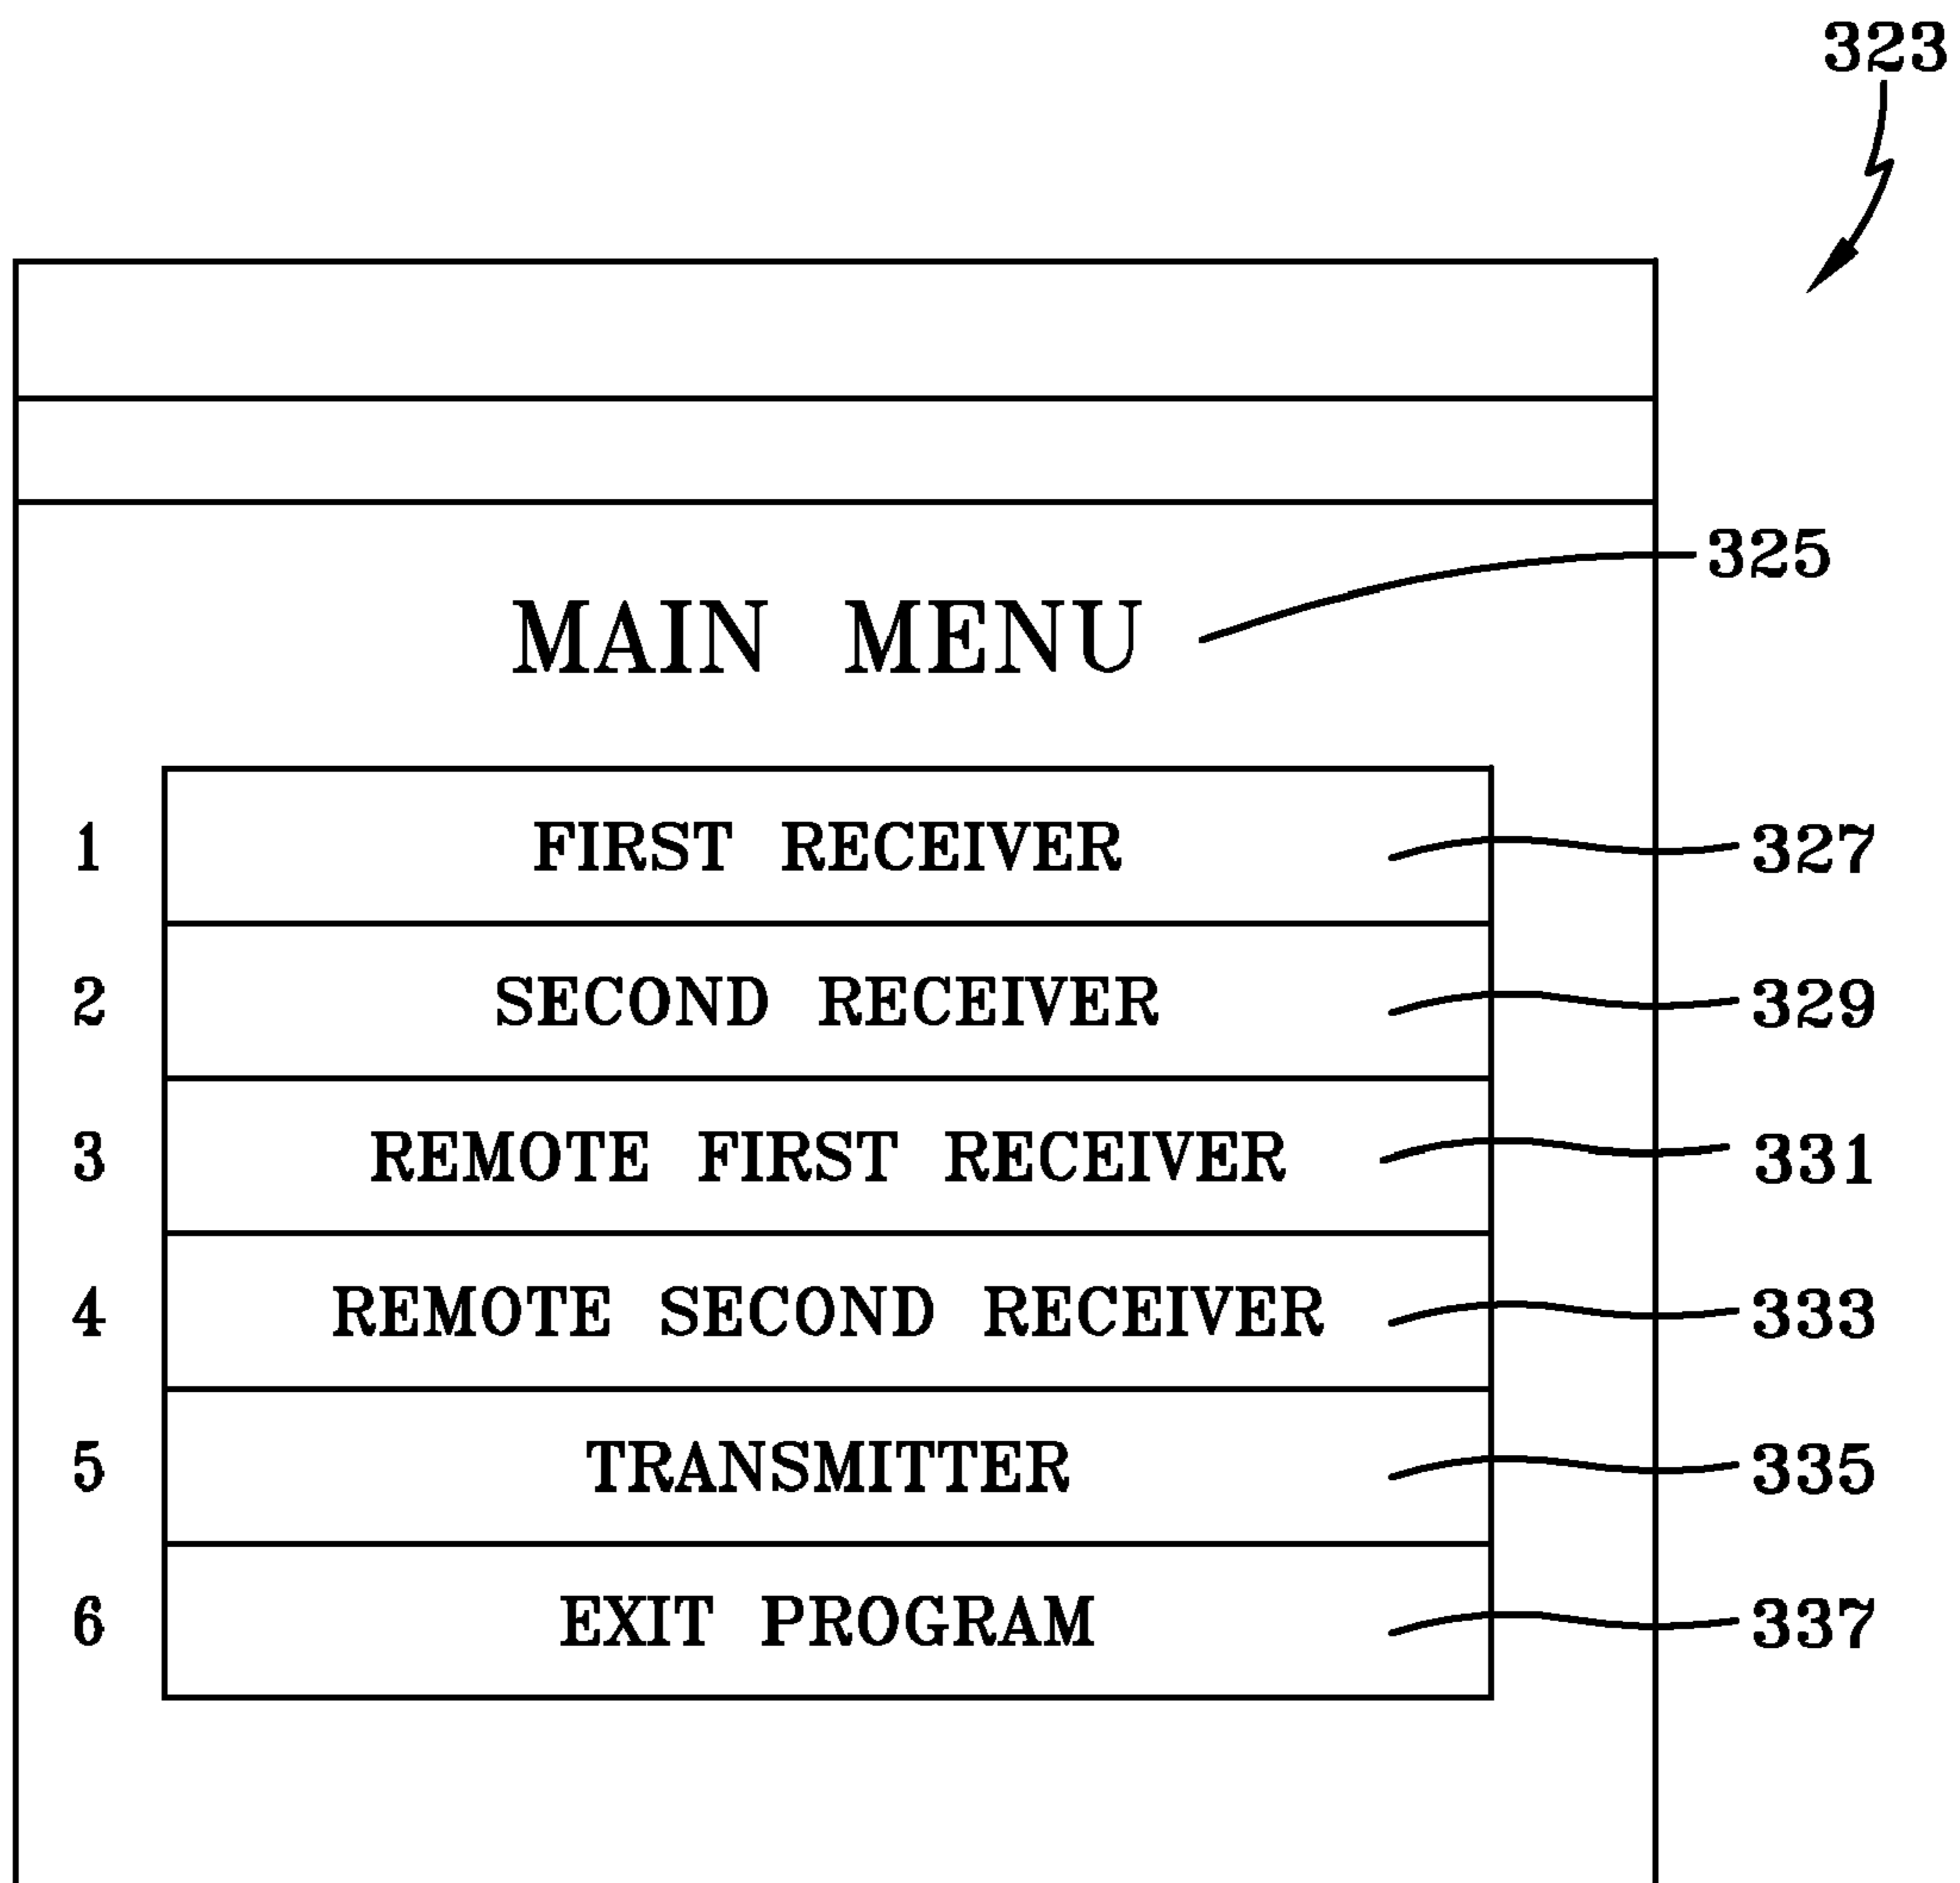 323
325
MAIN MENU
1 FIRST RECEIVER 327
2 SECOND RECEIVER 329
3 REMOTE FIRST RECEIVER 331
4 REMOTE SECOND RECEIVER 333
5 TRANSMITTER 335
6 EXIT PROGRAM 337